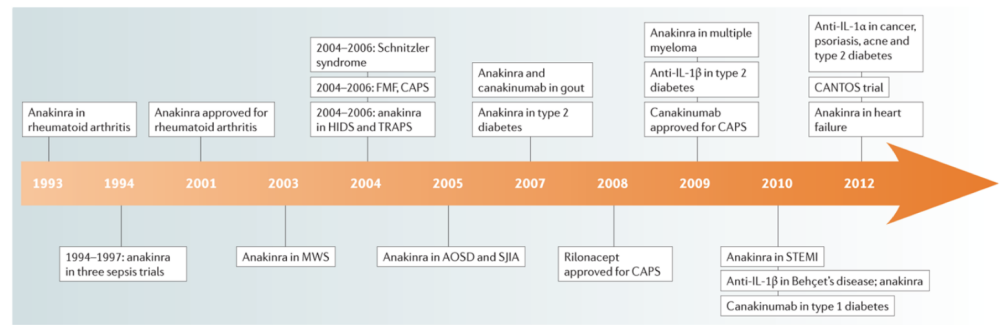 Anakinra in
rheumatoid arthritis
Anakinra approved for
rheumatoid arthritis
2004–2006: Schnitzler
syndrome
2004–2006: FMF, CAPS
2004–2006: anakinra
in HIDS and TRAPS
Anakinra and
canakinumab in gout
Anakinra in type 2
diabetes
Anakinra in multiple
myeloma
Anti-IL-1β in type 2
diabetes
Canakinumab
approved for CAPS
Anti-IL-1α in cancer,
psoriasis, acne and
type 2 diabetes
CANTOS trial
Anakinra in heart
failure
1993 1994 2001 2003 2004 2005 2007 2008 2009 2010 2012
1994–1997: anakinra
in three sepsis trials
Anakinra in MWS
Anakinra in AOSD and SJIA
Rilonacept
approved for CAPS
Anakinra in STEMI
Anti-IL-1β in Behçet's disease; anakinra
Canakinumab in type 1 diabetes